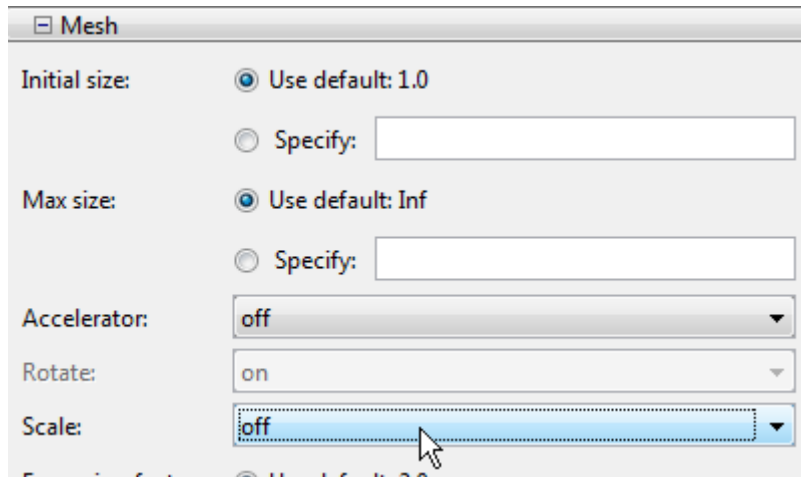 Mesh
Initial size: Use default: 1.0
Specify:
Max size: Use default: Inf
Specify:
Accelerator: off
Rotate: on
Scale: off